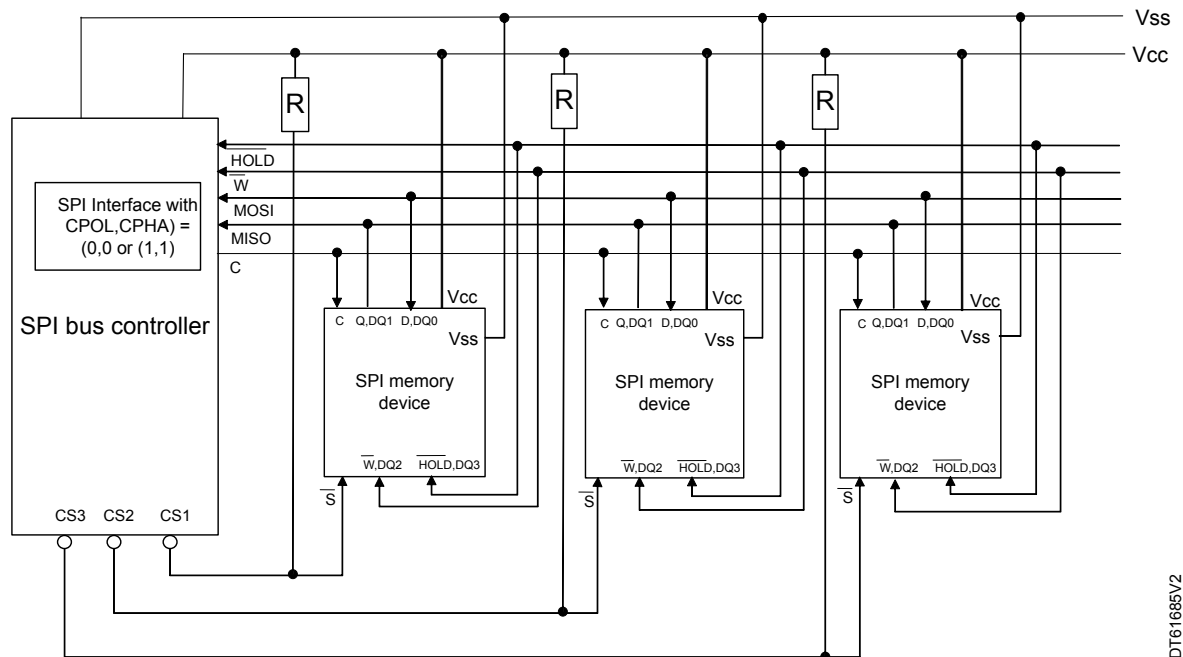 Vss
Vcc
R
R
R
HOLD
W
MOSI
MISO
C
SPI Interface with
CPOL,CPHA) =
(0,0 or (1,1)
SPI bus controller
CS3 CS2 CS1
C Q,DQ1 D,DQ0
Vcc
Vss
SPI memory
device
W,DQ2 HOLD,DQ3
S
C Q,DQ1 D,DQ0
Vcc
Vss
SPI memory
device
W,DQ2 HOLD,DQ3
S
C Q,DQ1 D,DQ0
Vcc
Vss
SPI memory
device
W,DQ2 HOLD,DQ3
S
DT61685V2